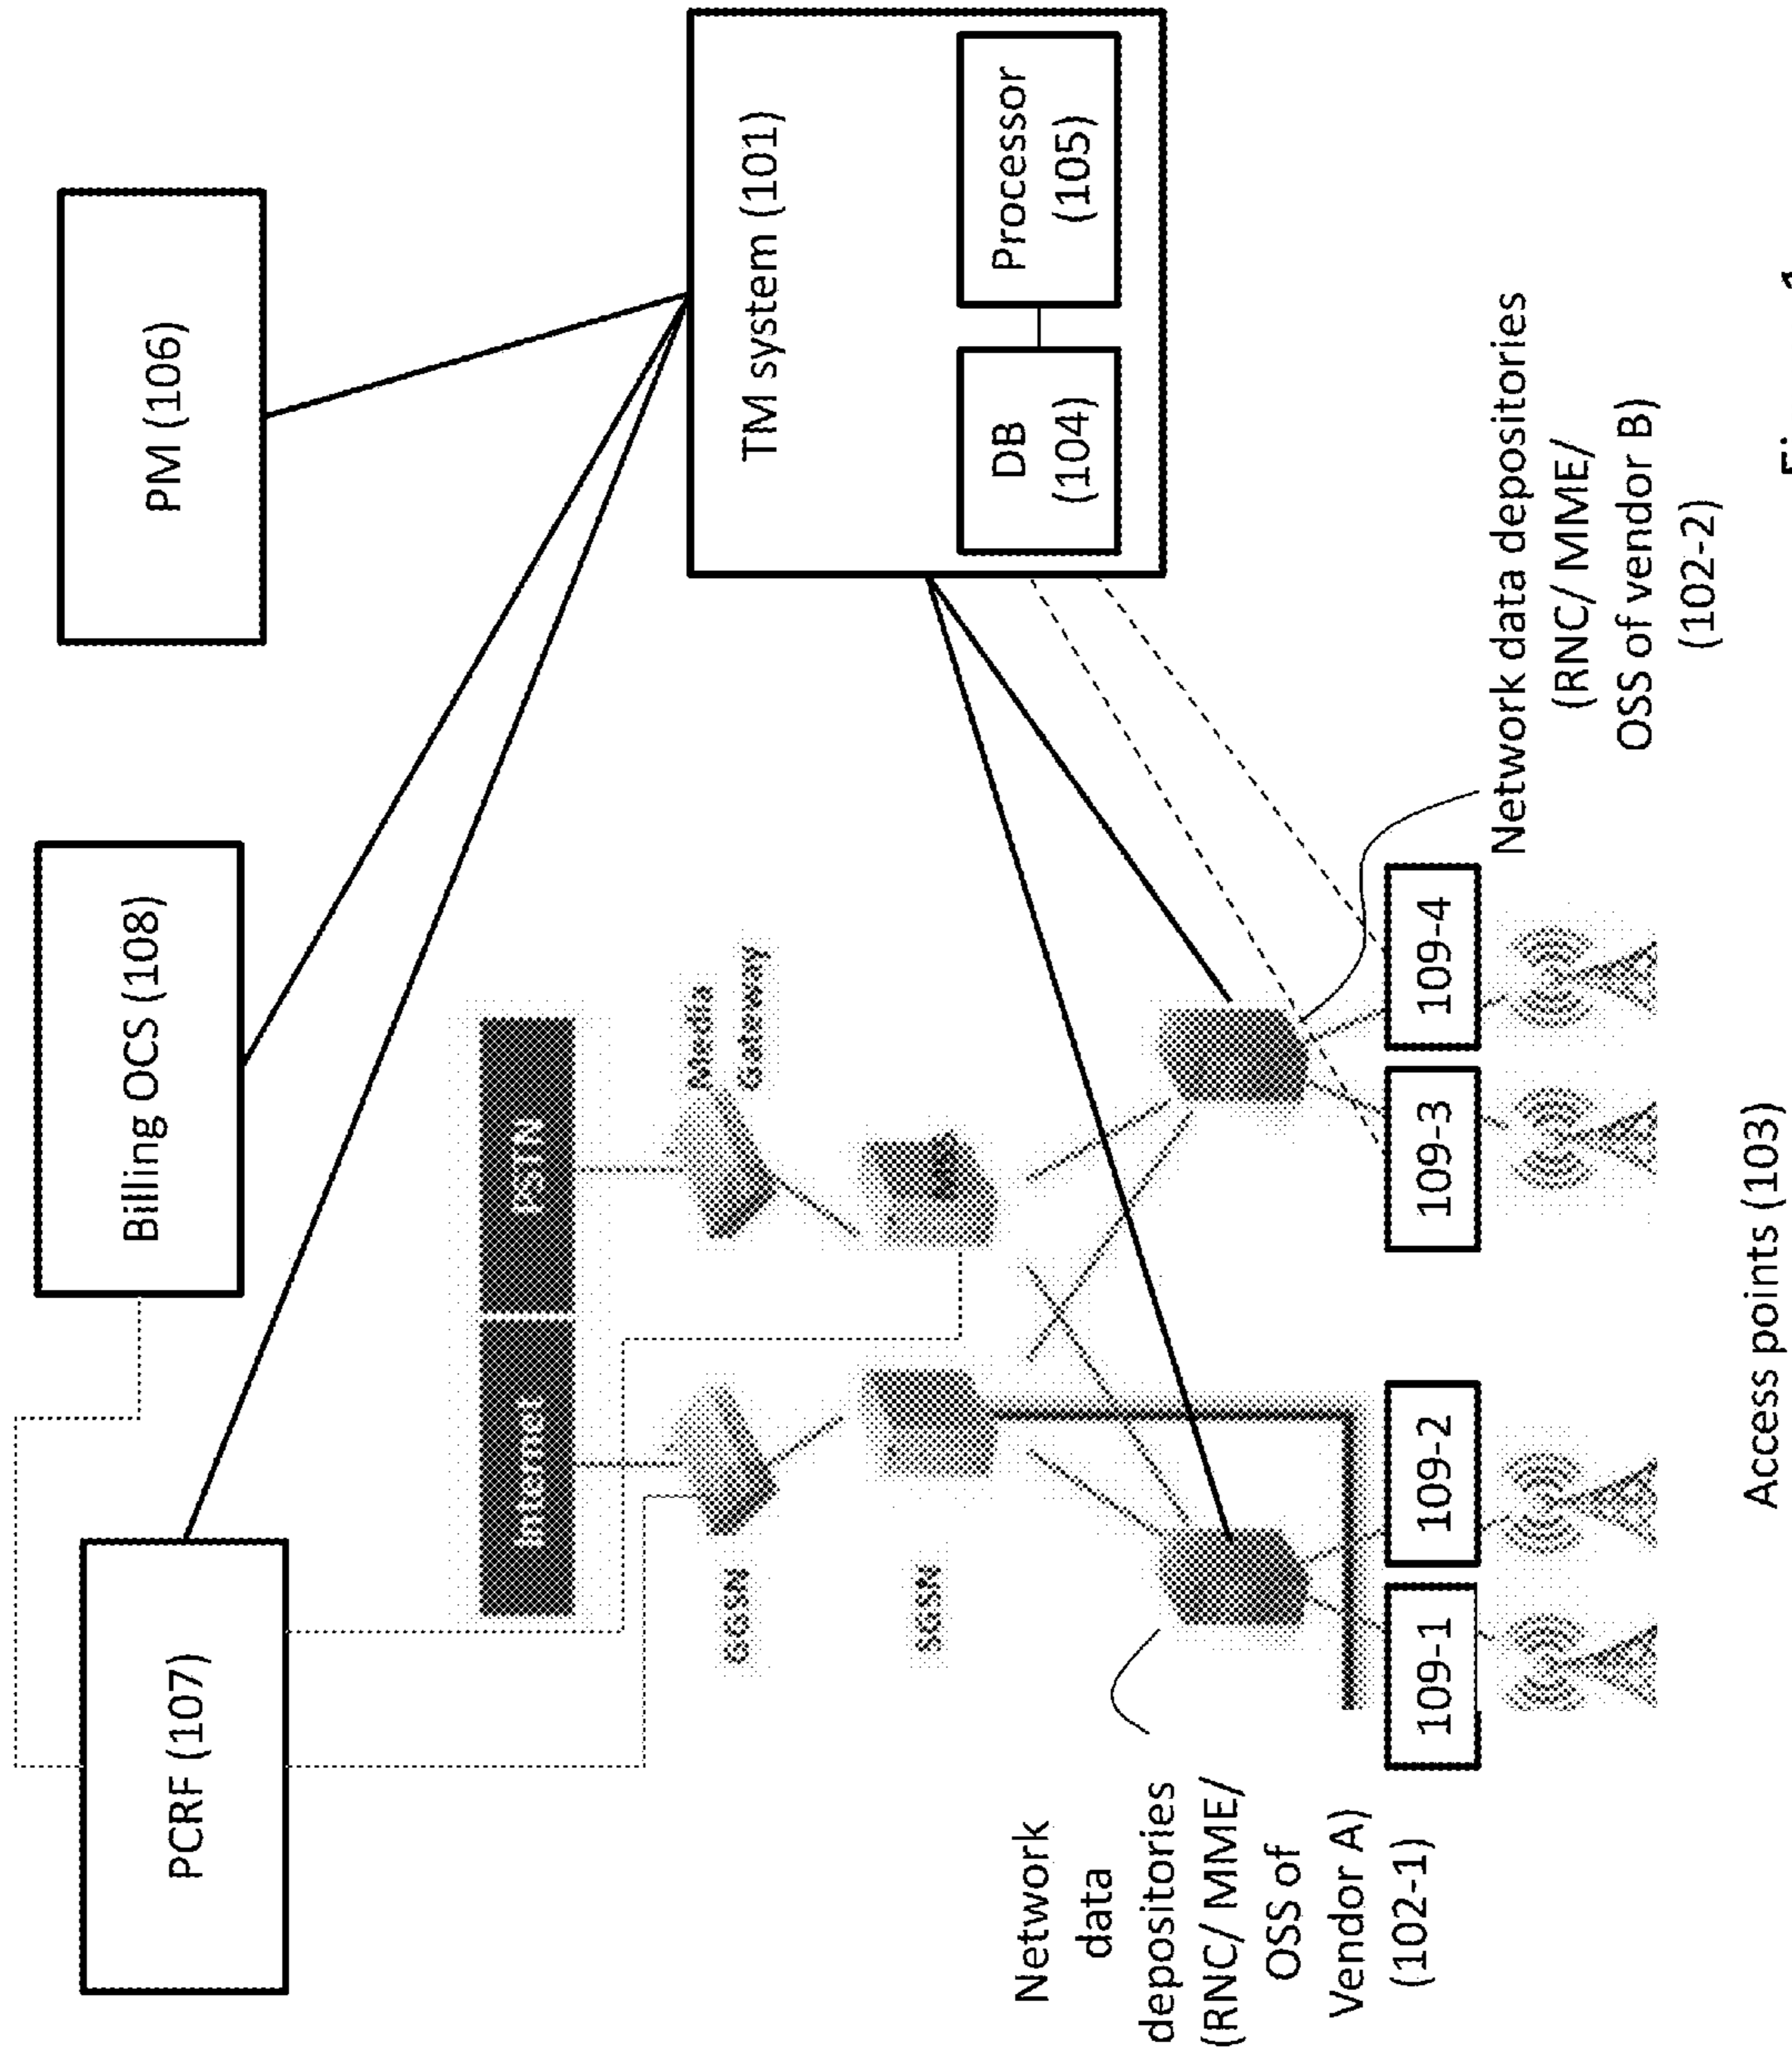 PCRF (107)
Billing OCS (108)
PM (106)
Internet
PSTN
GGSN
Media
Gateway
SGSN
TM system (101)
DB
(104)
Processor
(105)
Network
data
depositories
(RNC/ MME/
OSS of
Vendor A)
(102-1)
109-1
109-2
109-3
109-4
Network data depositories
(RNC/ MME/
OSS of vendor B)
(102-2)
Access points (103)